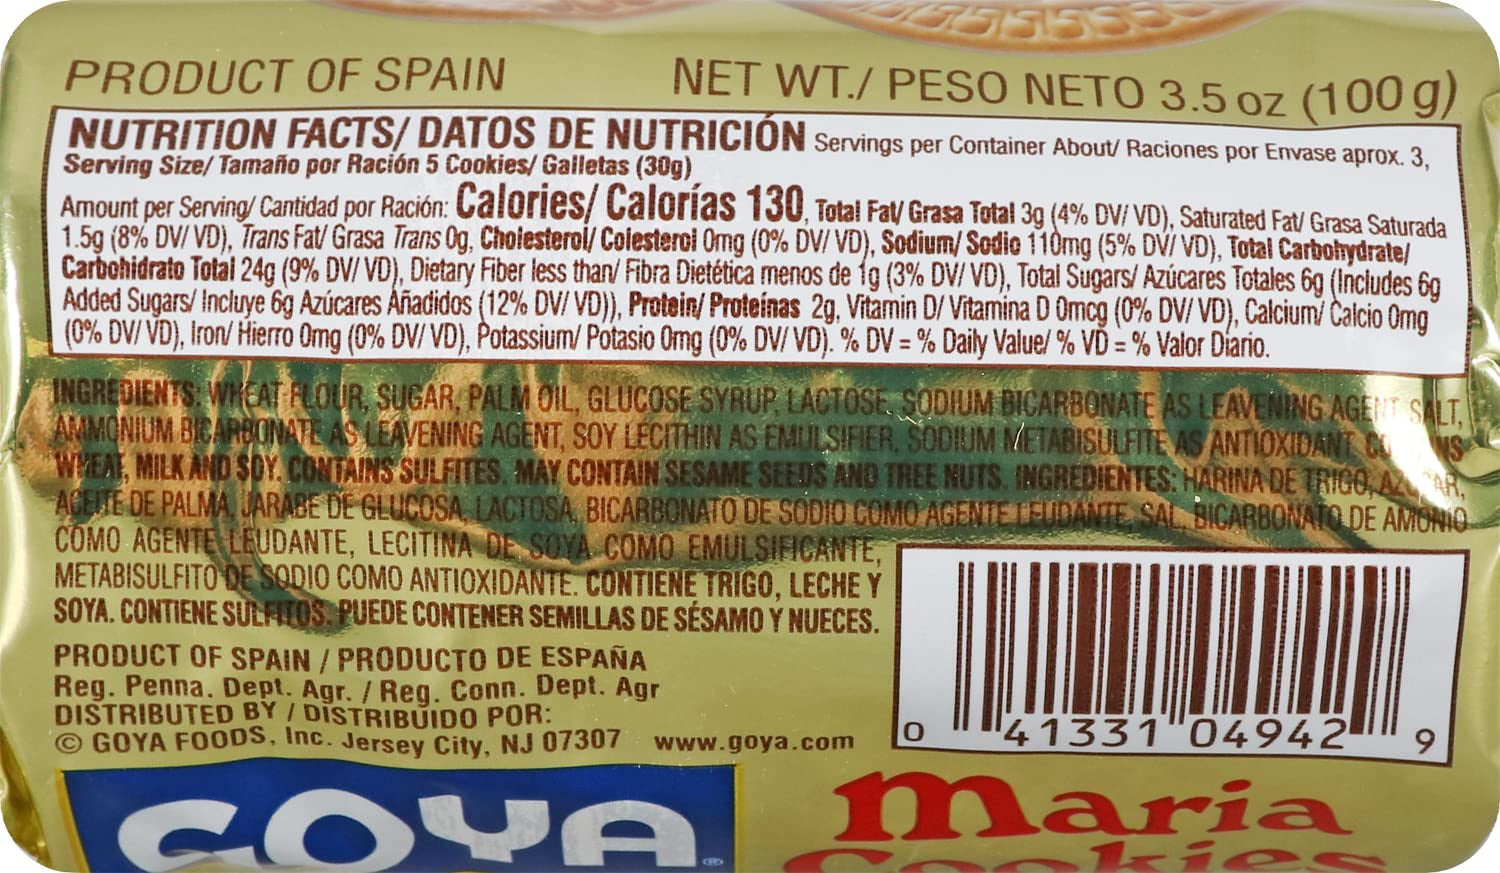 PRODUCT OF SPAIN
NET WT./ PESO NETO 3.5 oz (100 g)
NUTRITION FACTS/ DATOS DE NUTRICIÓN Servings per Container About/ Raciones por Envase aprox. 3,
Serving Size/ Tamaño por Ración 5 Cookies/ Galletas (30g)
Amount per Serving/ Cantidad por Ración: Calories/ Calorías 130, Total Fat/ Grasa Total 3g (4% DV/ VD), Saturated Fat/ Grasa Saturada
1.5g (8% DV/ VD), Trans Fat/ Grasa Trans 0g, Cholesterol/ Colesterol 0mg (0% DV/ VD), Sodium/ Sodio 110mg (5% DV/ VD), Total Carbohydrate/
Carbohidrato Total 24g (9% DV/ VD), Dietary Fiber less than/ Fibra Dietética menos de 1g (3% DV/ VD), Total Sugars/ Azúcares Totales 6g (Includes 6g
Added Sugars/ Incluye 6g Azúcares Añadidos (12% DV/ VD)), Protein/ Proteínas 2g, Vitamin D/ Vitamina D 0mcg (0% DV/ VD), Calcium/ Calcio 0mg
(0% DV/ VD), Iron/ Hierro 0mg (0% DV/ VD), Potassium/ Potasio 0mg (0% DV/ VD). % DV = % Daily Value/ % VD = % Valor Diario.
INGREDIENTS: WHEAT FLOUR, SUGAR, PALM OIL, GLUCOSE SYRUP, LACTOSE, SODIUM BICARBONATE AS LEAVENING AGENT, SALT,
AMMONIUM BICARBONATE AS LEAVENING AGENT, SOY LECITHIN AS EMULSIFIER, SODIUM METABISULFITE AS ANTIOXIDANT. CONTAINS
WHEAT, MILK AND SOY. CONTAINS SULFITES. MAY CONTAIN SESAME SEEDS AND TREE NUTS. INGREDIENTES: HARINA DE TRIGO, AZÚCAR,
ACEITE DE PALMA, JARABE DE GLUCOSA, LACTOSA, BICARBONATO DE SODIO COMO AGENTE LEUDANTE, SAL, BICARBONATO DE AMONIO
COMO AGENTE LEUDANTE, LECITINA DE SOYA COMO EMULSIFICANTE,
METABISULFITO DE SODIO COMO ANTIOXIDANTE. CONTIENE TRIGO, LECHE Y
SOYA. CONTIENE SULFITOS. PUEDE CONTENER SEMILLAS DE SÉSAMO Y NUECES.
PRODUCT OF SPAIN / PRODUCTO DE ESPAÑA
Reg. Penna. Dept. Agr. / Reg. Conn. Dept. Agr
DISTRIBUTED BY / DISTRIBUIDO POR:
© GOYA FOODS, Inc. Jersey City, NJ 07307 www.goya.com
0 41331 04942 9
GOYA®
Maria
Cookies